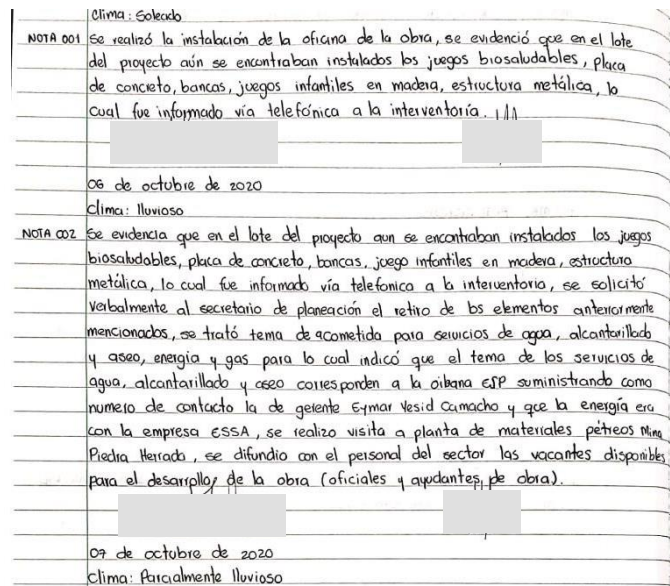 Clima: Soleado
NOTA 001 Se realizó la instalación de la oficina de la obra, se evidenció que en el lote
del proyecto aún se encontraban instalados los juegos biosaludables, placa
de concreto, bancas, juegos infantiles en madera, estructura metálica, lo
cual fue informado vía telefónica a la interventoría.
06 de octubre de 2020
Clima: lluvioso
NOTA 002 Se evidencia que en el lote del proyecto aun se encontraban instalados los juegos
biosaludables, placa de concreto, bancas, juego infantiles en madera, estructura
metálica, lo cual fue informado vía telefonica a la interventoria, se solicitó
verbalmente al secretario de planeación el retiro de los elementos anteriormente
mencionados, se trató tema de acometida para servicios de agua, alcantarillado
y aseo, energía y gas para lo cual indicó que el tema de los servicios de
agua, alcantarillado y aseo corresponden a la oibana ESP suministrando como
numero de contacto la de gerente Eymar Yesid Camacho y que la energía era
con la empresa ESSA, se realizo visita a planta de materiales pétreos Mina
Piedra Herrada, se difundio con el personal del sector las vacantes disponibles
para el desarrollo de la obra (oficiales y ayudantes de obra).
07 de octubre de 2020
Clima: Parcialmente lluvioso